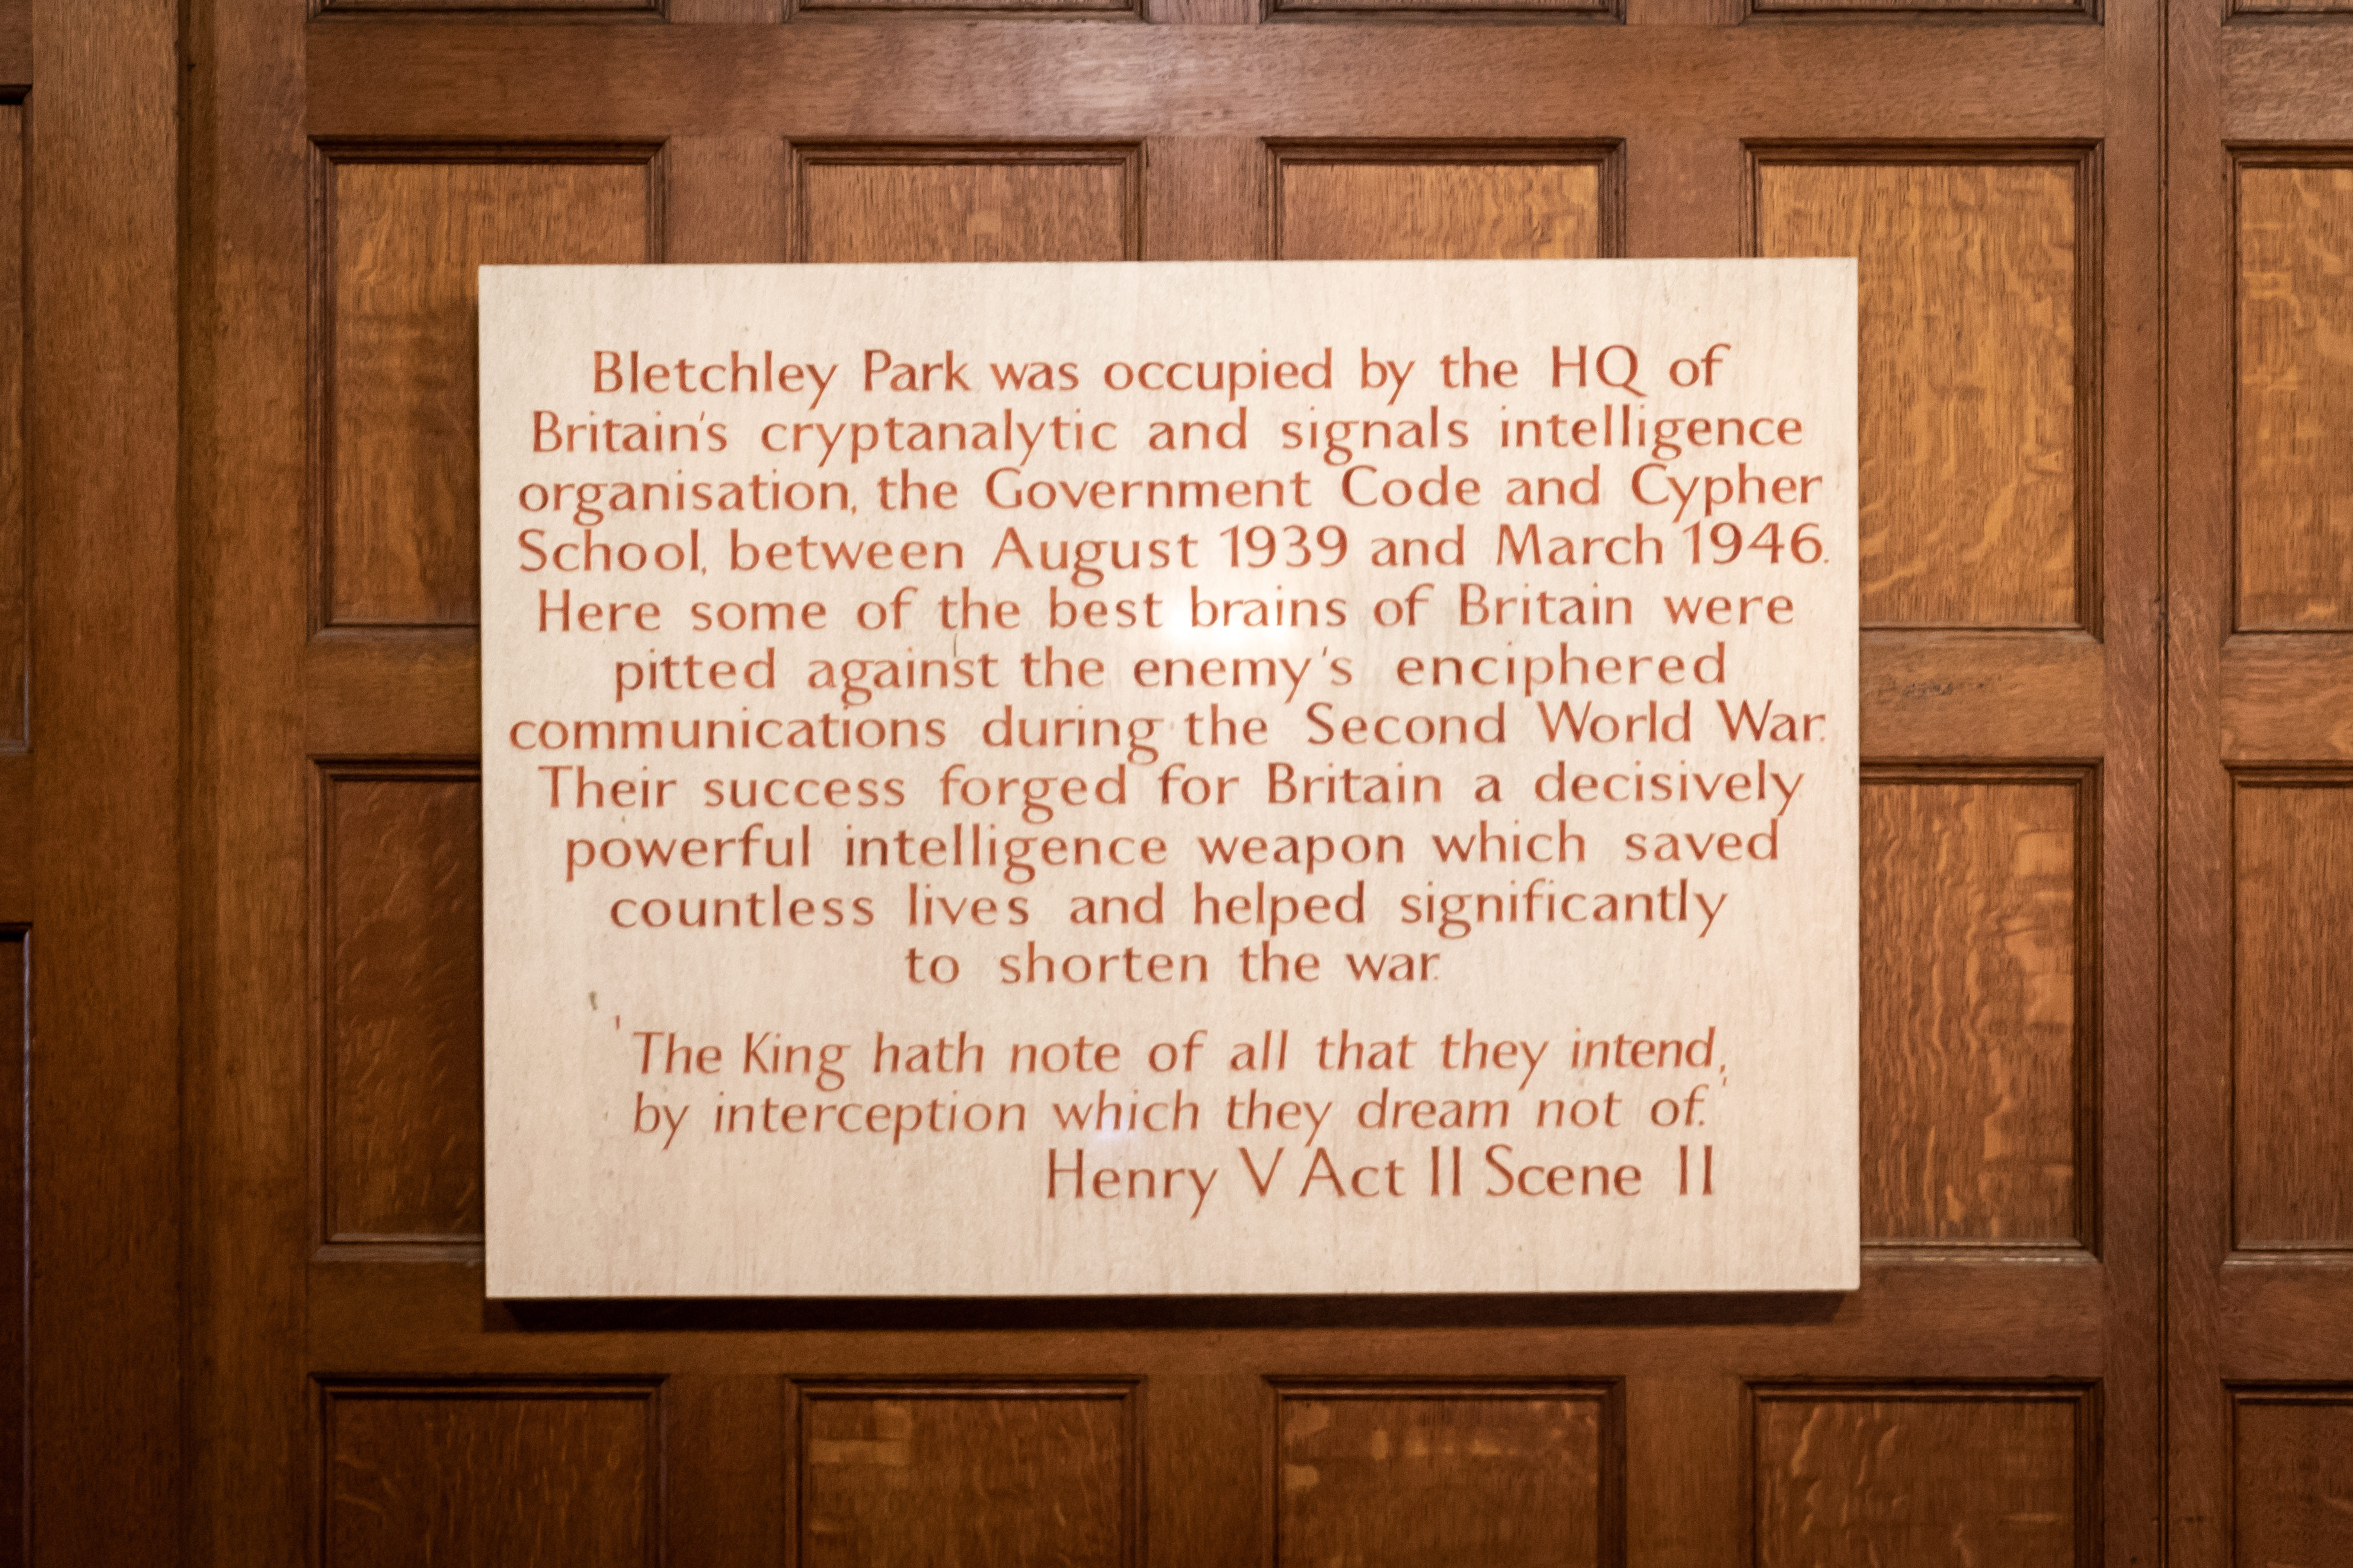 Bletchley Park was occupied by the HQ of
Britain's cryptanalytic and signals intelligence
organisation, the Government Code and Cypher
School, between August 1939 and March 1946.
Here some of the best brains of Britain were
pitted against the enemy's enciphered
communications during the Second World War.
Their success forged for Britain a decisively
powerful intelligence weapon which saved
countless lives and helped significantly
to shorten the war.
'The King hath note of all that they intend,
by interception which they dream not of.'
Henry V Act II Scene II